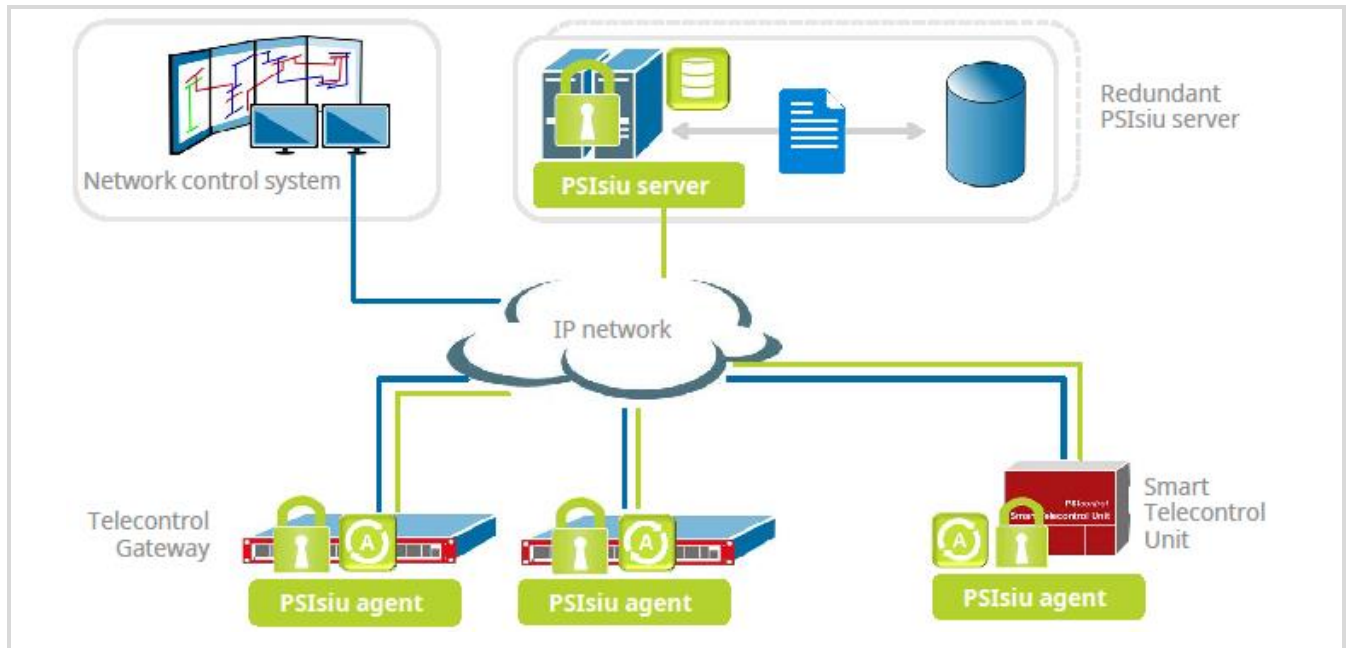 Network control system
PSIsiu server
Redundant
PSIsiu server
IP network
Telecontrol
Gateway
A
PSIsiu agent
A
PSIsiu agent
A
PSIcontrol
Smart Telecontrol Unit
PSIsiu agent
Smart
Telecontrol
Unit